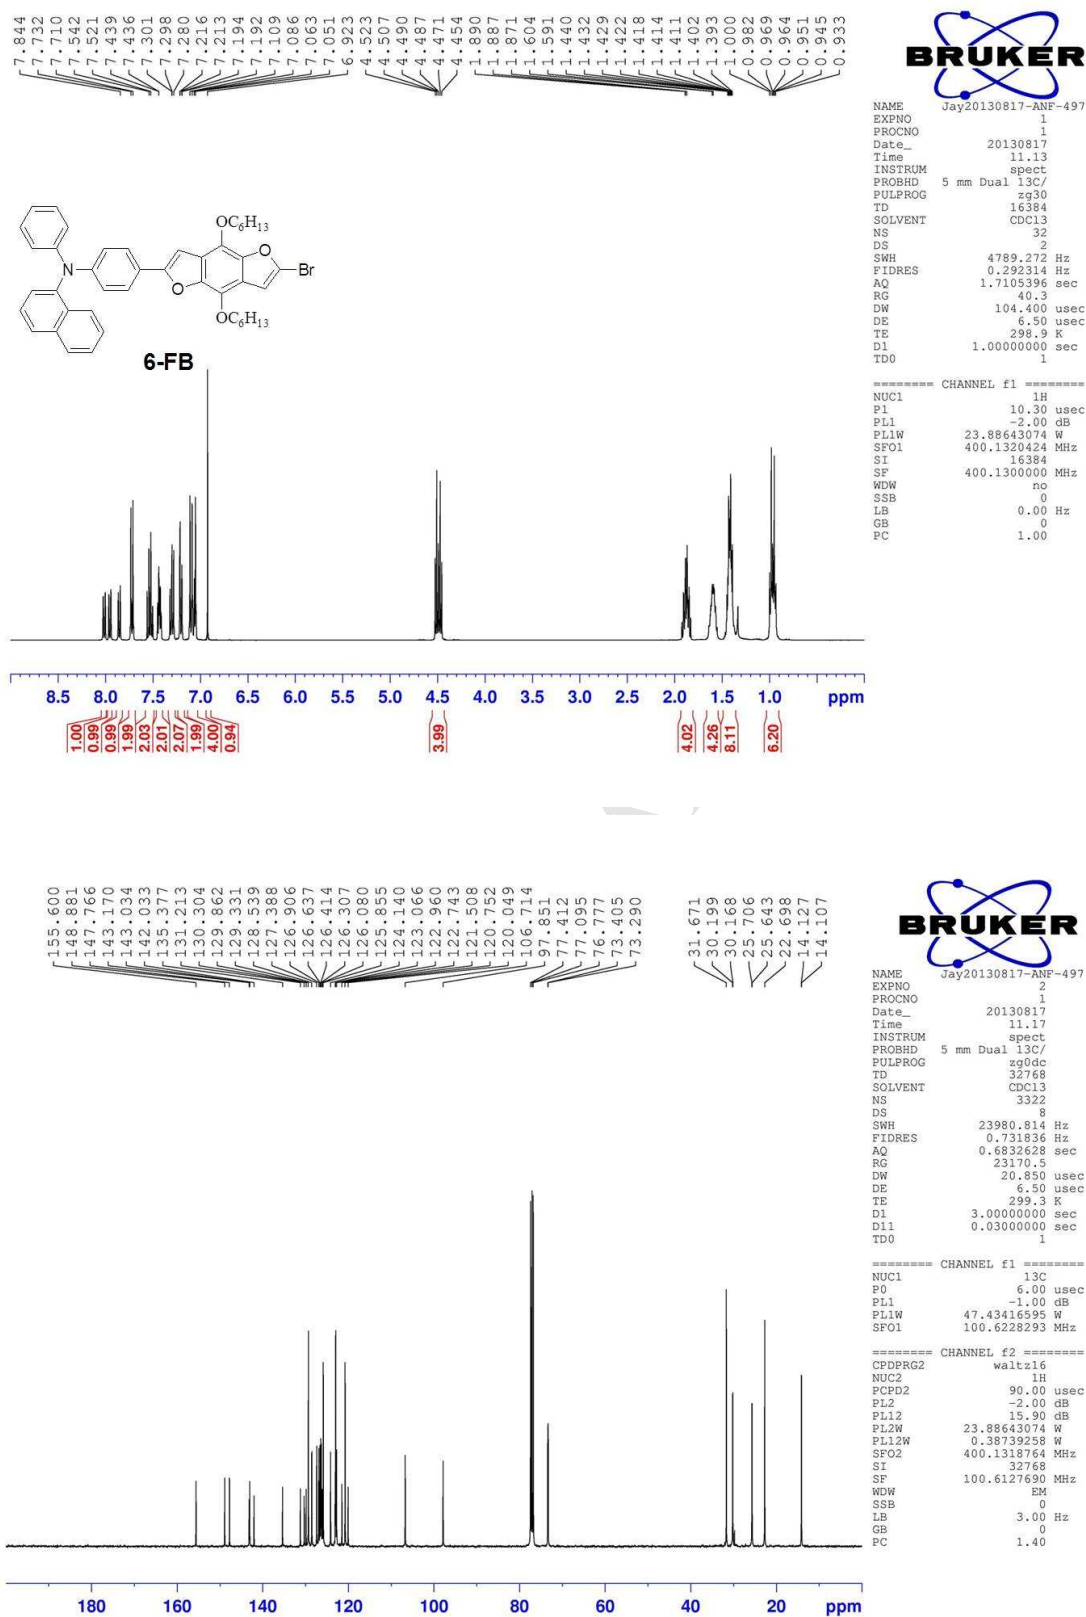 7.844
7.732
7.710
7.542
7.521
7.439
7.436
7.301
7.298
7.280
7.216
7.213
7.194
7.192
7.109
7.086
7.063
7.051
6.923
4.523
4.507
4.490
4.487
4.471
4.454
1.890
1.887
1.871
1.604
1.591
1.440
1.432
1.429
1.422
1.418
1.414
1.411
1.402
1.393
1.000
0.982
0.969
0.964
0.951
0.945
0.933
BRUKER
NAME Jay20130817-ANF-497
EXPNO 1
PROCNO 1
Date_ 20130817
Time 11.13
INSTRUM spect
PROBHD 5 mm Dual 13C/
PULPROG zg30
TD 16384
SOLVENT CDCl3
NS 32
DS 2
SWH 4789.272 Hz
FIDRES 0.292314 Hz
AQ 1.7105396 sec
RG 40.3
DW 104.400 usec
DE 6.50 usec
TE 298.9 K
D1 1.00000000 sec
TD0 1
======== CHANNEL f1 ========
NUC1 1H
P1 10.30 usec
PL1 -2.00 dB
PL1W 23.88643074 W
SFO1 400.1320424 MHz
SI 16384
SF 400.1300000 MHz
WDW no
SSB 0
LB 0.00 Hz
GB 0
PC 1.00
OC6H13
O
Br
N
O
OC6H13
6-FB
8.5 8.0 7.5 7.0 6.5 6.0 5.5 5.0 4.5 4.0 3.5 3.0 2.5 2.0 1.5 1.0 ppm
1.00
0.99
0.99
1.99
2.03
2.01
2.07
1.99
4.00
0.94
3.99
4.02
4.26
8.11
6.20
155.600
148.881
147.766
143.170
143.034
142.033
135.377
131.213
130.304
129.862
129.331
128.539
127.388
126.906
126.637
126.414
126.307
126.080
125.855
124.140
123.066
122.960
122.743
121.508
120.752
120.049
106.714
97.851
77.412
77.095
76.777
73.405
73.290
31.671
30.199
30.168
25.706
25.643
22.698
14.127
14.107
BRUKER
NAME Jay20130817-ANF-497
EXPNO 2
PROCNO 1
Date_ 20130817
Time 11.17
INSTRUM spect
PROBHD 5 mm Dual 13C/
PULPROG zg0dc
TD 32768
SOLVENT CDCl3
NS 3322
DS 8
SWH 23980.814 Hz
FIDRES 0.731836 Hz
AQ 0.6832628 sec
RG 23170.5
DW 20.850 usec
DE 6.50 usec
TE 299.3 K
D1 3.00000000 sec
D11 0.03000000 sec
TD0 1
======== CHANNEL f1 ========
NUC1 13C
P0 6.00 usec
PL1 -1.00 dB
PL1W 47.43416595 W
SFO1 100.6228293 MHz
======== CHANNEL f2 ========
CPDPRG2 waltz16
NUC2 1H
PCPD2 90.00 usec
PL2 -2.00 dB
PL12 15.90 dB
PL2W 23.88643074 W
PL12W 0.38739258 W
SFO2 400.1318764 MHz
SI 32768
SF 100.6127690 MHz
WDW EM
SSB 0
LB 3.00 Hz
GB 0
PC 1.40
180 160 140 120 100 80 60 40 20 ppm